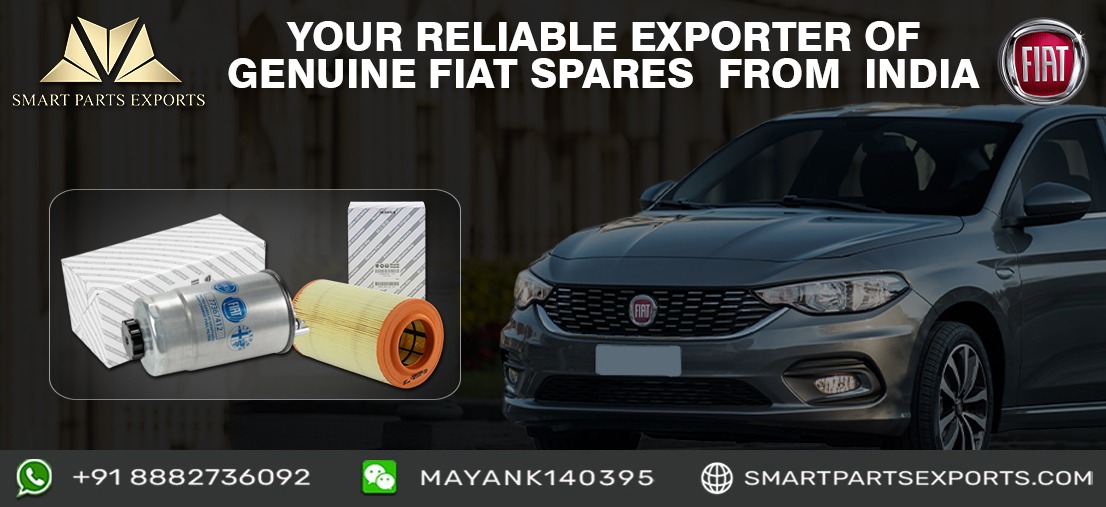 SMART PARTS EXPORTS
YOUR RELIABLE EXPORTER OF
GENUINE FIAT SPARES FROM INDIA
FIAT
FIAT
FIAT
+91 8882736092
MAYANK140395
SMARTPARTSEXPORTS.COM